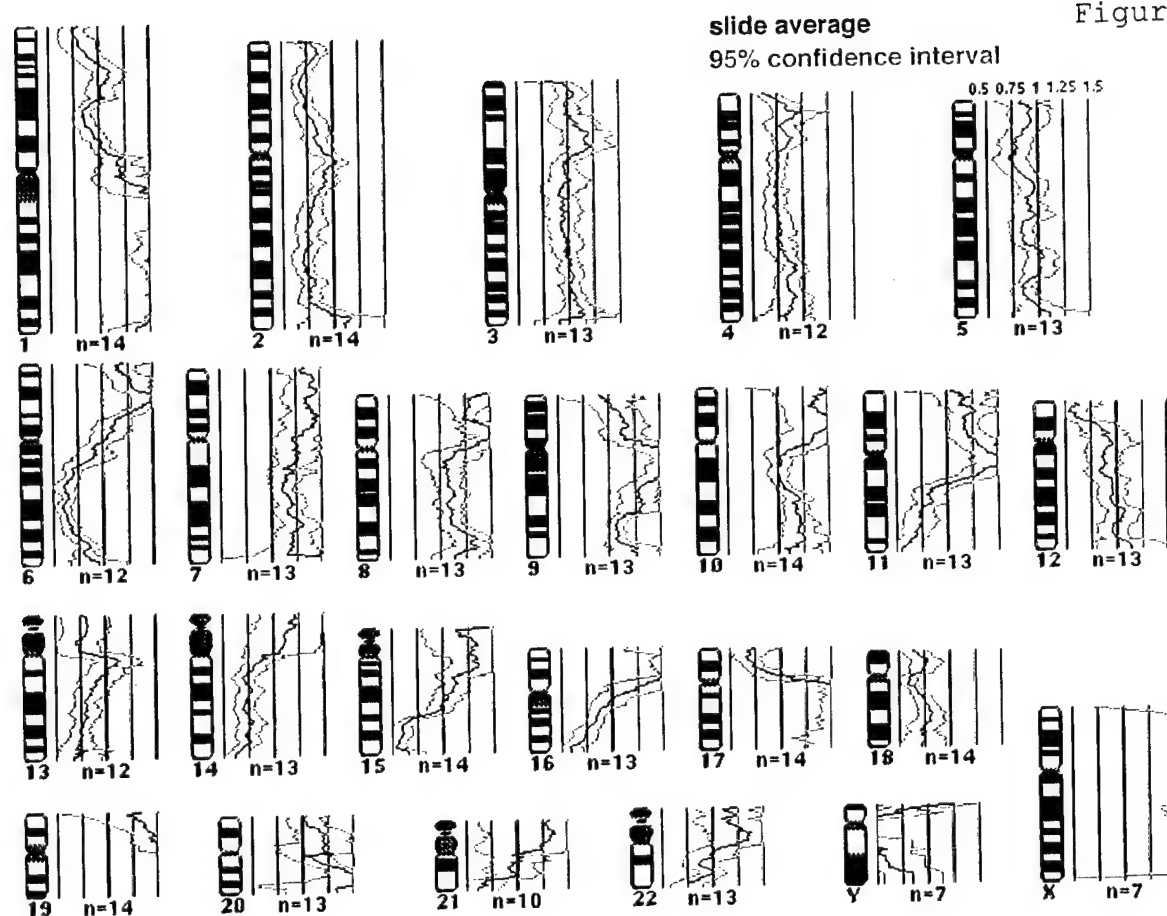 Figur
slide average
95% confidence interval
0.5 0.75 1 1.25 1.5
1 n=14
2 n=14
3 n=13
4 n=12
5 n=13
6 n=12
7 n=13
8 n=13
9 n=13
10 n=14
11 n=13
12 n=13
13 n=12
14 n=13
15 n=14
16 n=13
17 n=14
18 n=14
19 n=14
20 n=13
21 n=10
22 n=13
Y n=7
X n=7